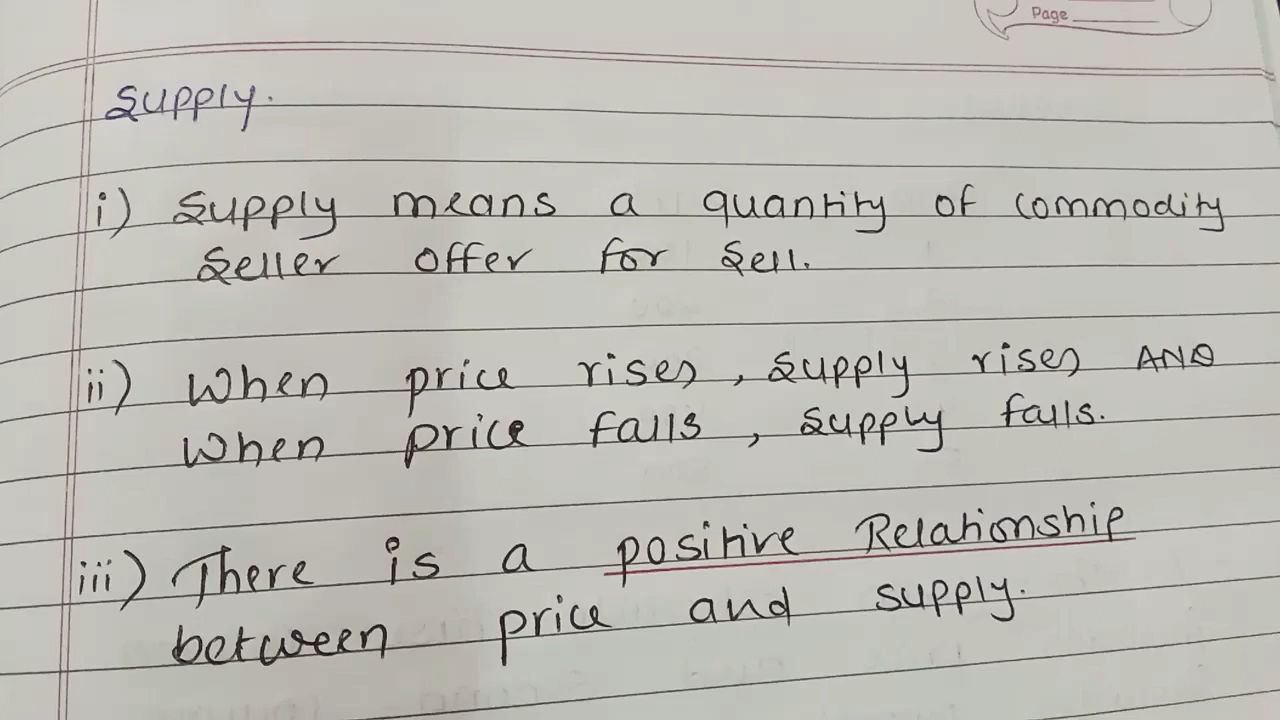 Page
Supply.
i) Supply means a quantity of commodity
seller offer for sell.
ii) When price rises, supply rises AND
when price falls, supply falls.
iii) There is a positive Relationship
between price and supply.